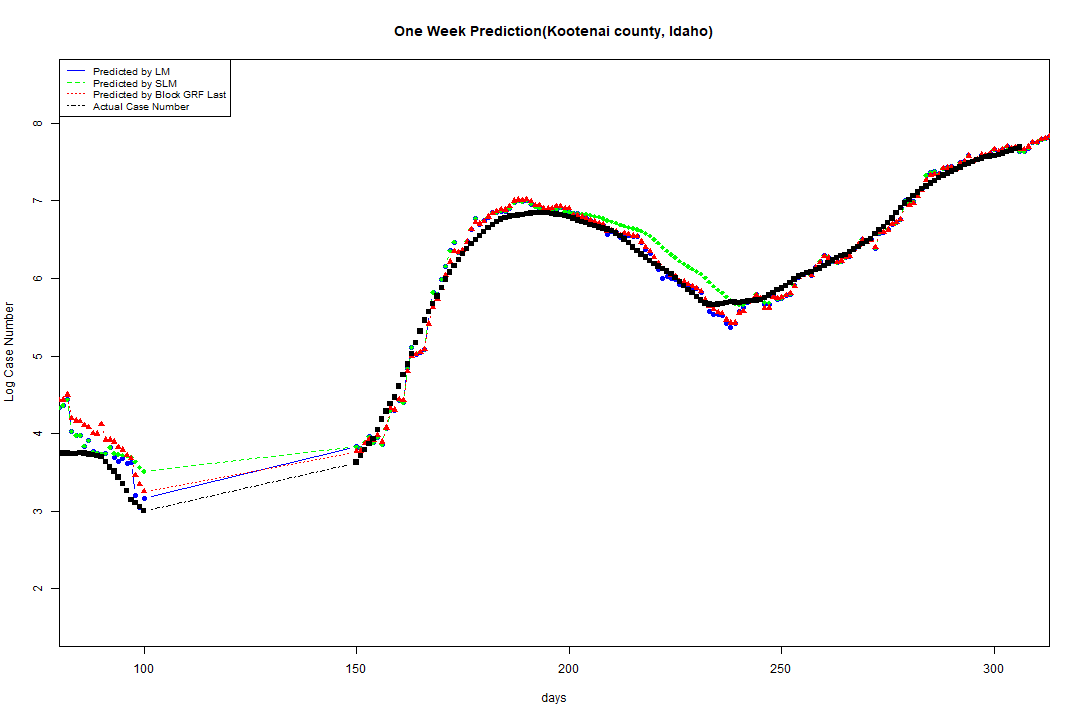 One Week Prediction(Kootenai county, Idaho)
Predicted by LM
Predicted by SLM
Predicted by Block GRF Last
Actual Case Number
8
7
6
5
4
3
2
Log Case Number
100 150 200 250 300
days